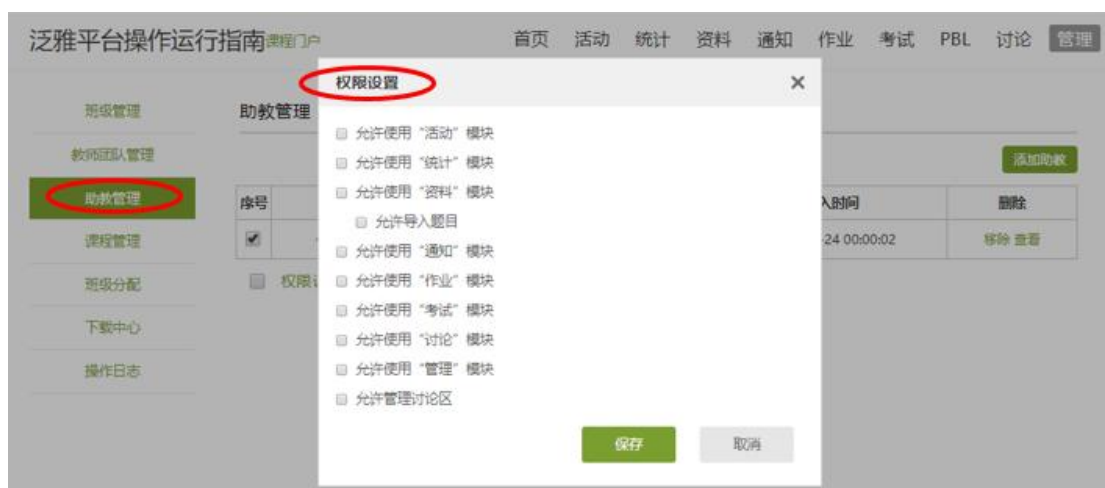 泛雅平台操作运行指南 课程门户 首页 活动 统计 资料 通知 作业 考试 PBL 讨论 管理
权限设置 ×
班级管理
助教管理
教师团队管理
添加助教
助教管理
序号 入时间 删除
课程管理
-24 00:00:02 移除 查看
班级分配
权限
下载中心
操作日志
允许使用“活动”模块
允许使用“统计”模块
允许使用“资料”模块
允许导入题目
允许使用“通知”模块
允许使用“作业”模块
允许使用“考试”模块
允许使用“讨论”模块
允许使用“管理”模块
允许管理讨论区
保存 取消